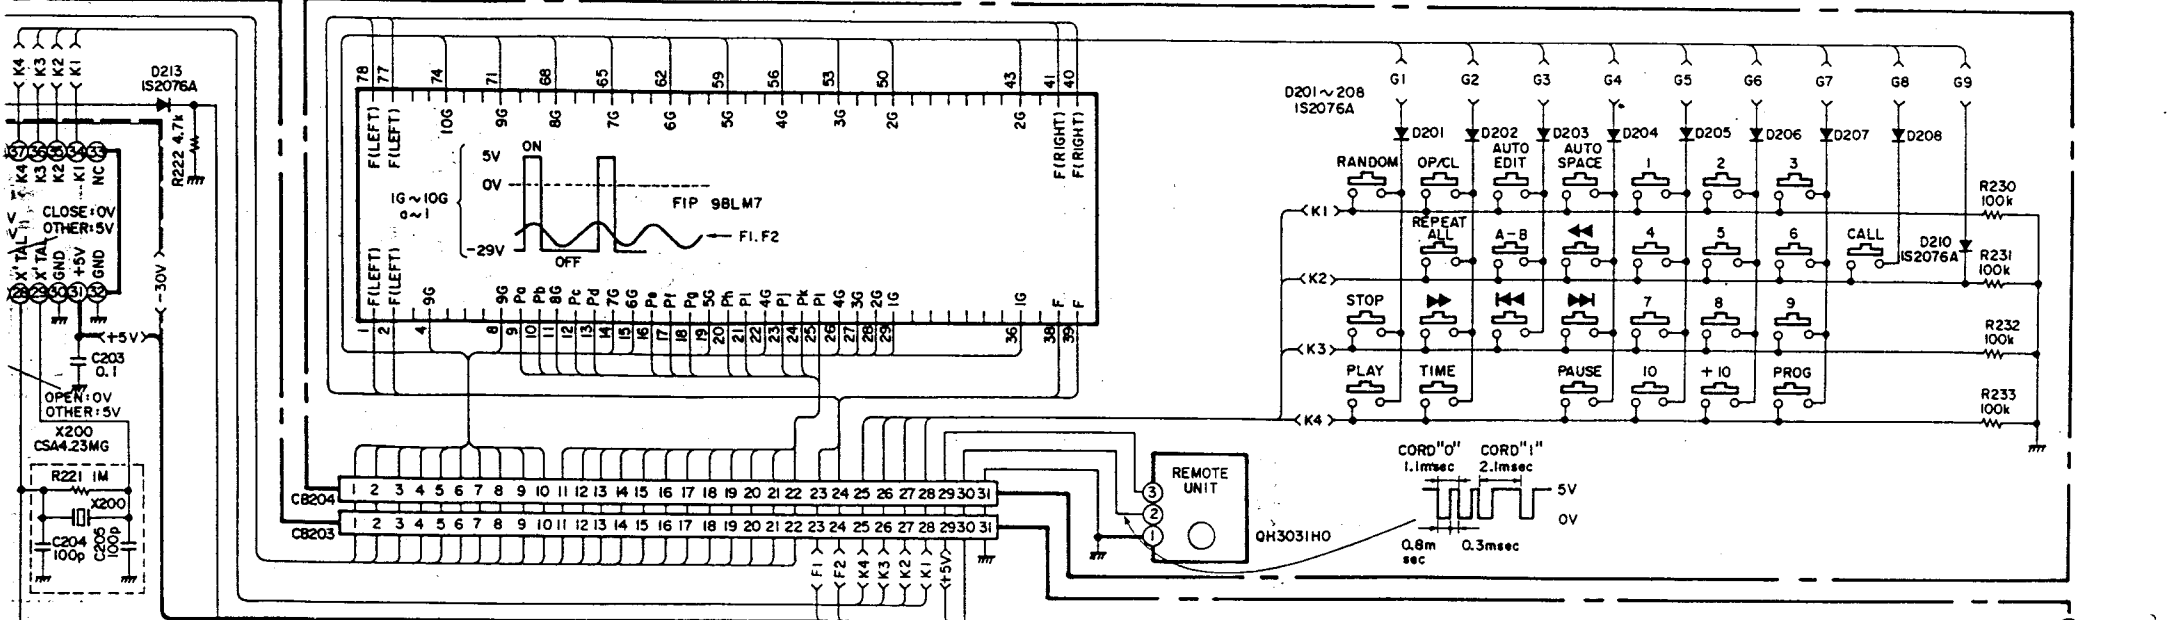 K4 K3 K2 K1
D213
1S2076A
R222 4.7k
37 36 35 34 33
K4 K3 K2 K1 NC
CLOSE:0V
OTHER:5V
X'TAL X'TAL GND +5V GND
28 29 30 31 32
-30V
+5V
C203
0.1
OPEN:0V
OTHER:5V
X200
CSA4.23MG
R221 1M
X200
C204
100p
C205
100p
78 77 74 71 68 65 62 59 56 53 50 43 41 40
F(LEFT) F(LEFT) 10G 9G 8G 7G 6G 5G 4G 3G 2G 2G F(RIGHT) F(RIGHT)
ON
5V
0V
1G~10G
a~l
-29V
OFF
FIP 9BLM7
F1.F2
F(LEFT) F(LEFT) 9G 9G Pa Pb 8G Pc Pd 7G 6G Pe Pf Pg 5G Ph Pi 4G Pj Pk Pl 4G 3G 2G 1G 1G F F
1 2 4 8 9 10 11 12 13 14 15 16 17 18 19 20 21 22 23 24 25 26 27 28 29 36 38 39
CB204 1 2 3 4 5 6 7 8 9 10 11 12 13 14 15 16 17 18 19 20 21 22 23 24 25 26 27 28 29 30 31
CB203 1 2 3 4 5 6 7 8 9 10 11 12 13 14 15 16 17 18 19 20 21 22 23 24 25 26 27 28 29 30 31
F1 F2 K4 K3 K2 K1 +5V
REMOTE
UNIT
3
2
1
QH3031H0
G1 G2 G3 G4 G5 G6 G7 G8 G9
D201~208
1S2076A
D201 D202 D203 D204 D205 D206 D207 D208
RANDOM OP/CL AUTO EDIT AUTO SPACE 1 2 3
K1
R230
100k
REPEAT ALL A-B ◀◀ 4 5 6 CALL
D210
1S2076A
K2
R231
100k
STOP ▶▶ |◀◀ ▶▶| 7 8 9
K3
R232
100k
PLAY TIME PAUSE 10 +10 PROG
K4
R233
100k
CORD"0" CORD"1"
1.1msec 2.1msec
5V
0V
0.8m
sec
0.3msec